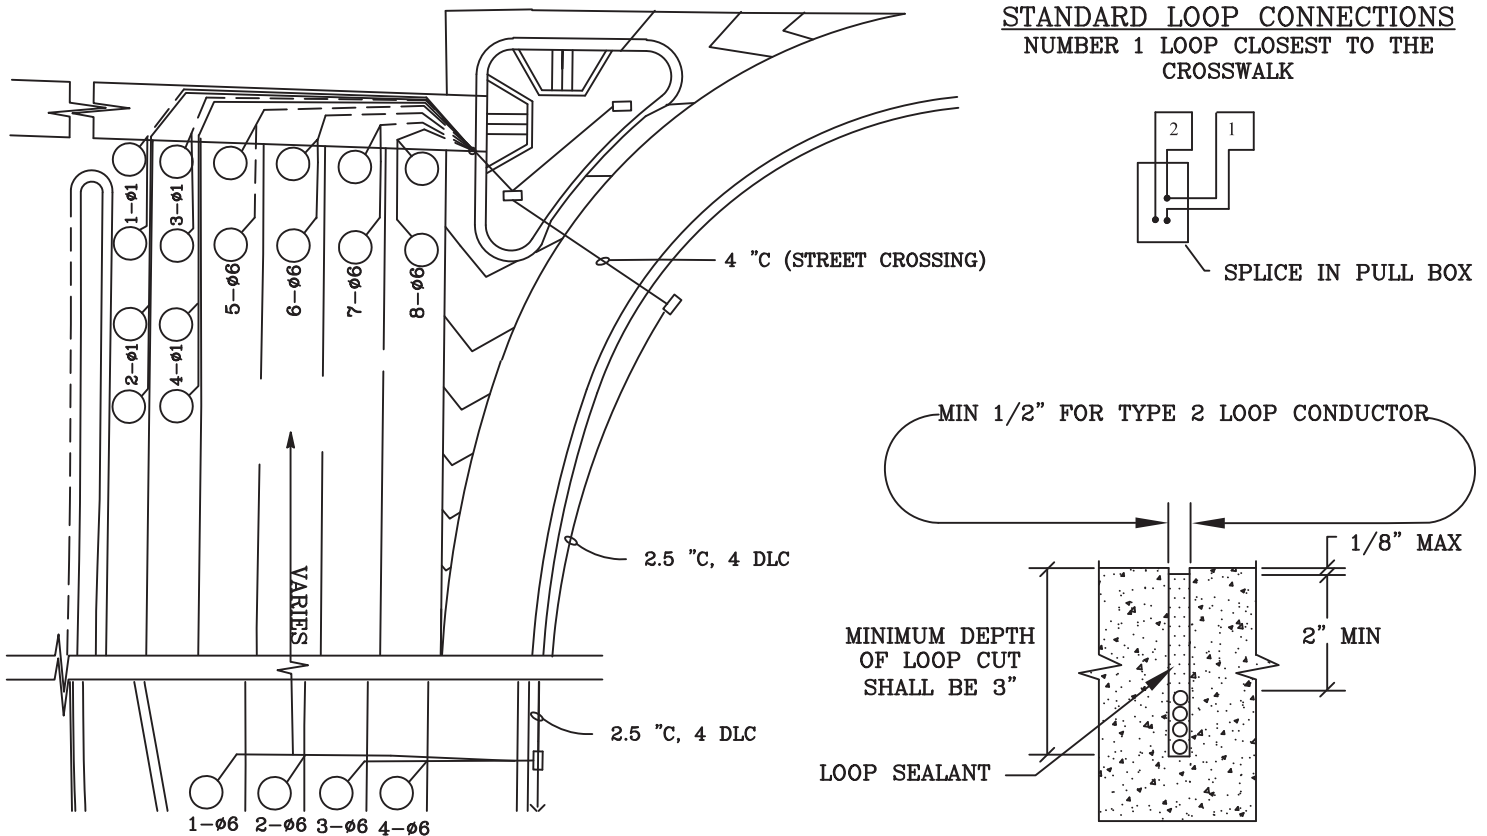 STANDARD LOOP CONNECTIONS
NUMBER 1 LOOP CLOSEST TO THE
CROSSWALK
2
1
SPLICE IN PULL BOX
1-ø1
3-ø1
5-ø6
6-ø6
7-ø6
8-ø6
2-ø1
4-ø1
4 "C (STREET CROSSING)
2.5 "C, 4 DLC
VARIES
2.5 "C, 4 DLC
1-ø6
2-ø6
3-ø6
4-ø6
MIN 1/2" FOR TYPE 2 LOOP CONDUCTOR
1/8" MAX
2" MIN
MINIMUM DEPTH
OF LOOP CUT
SHALL BE 3"
LOOP SEALANT